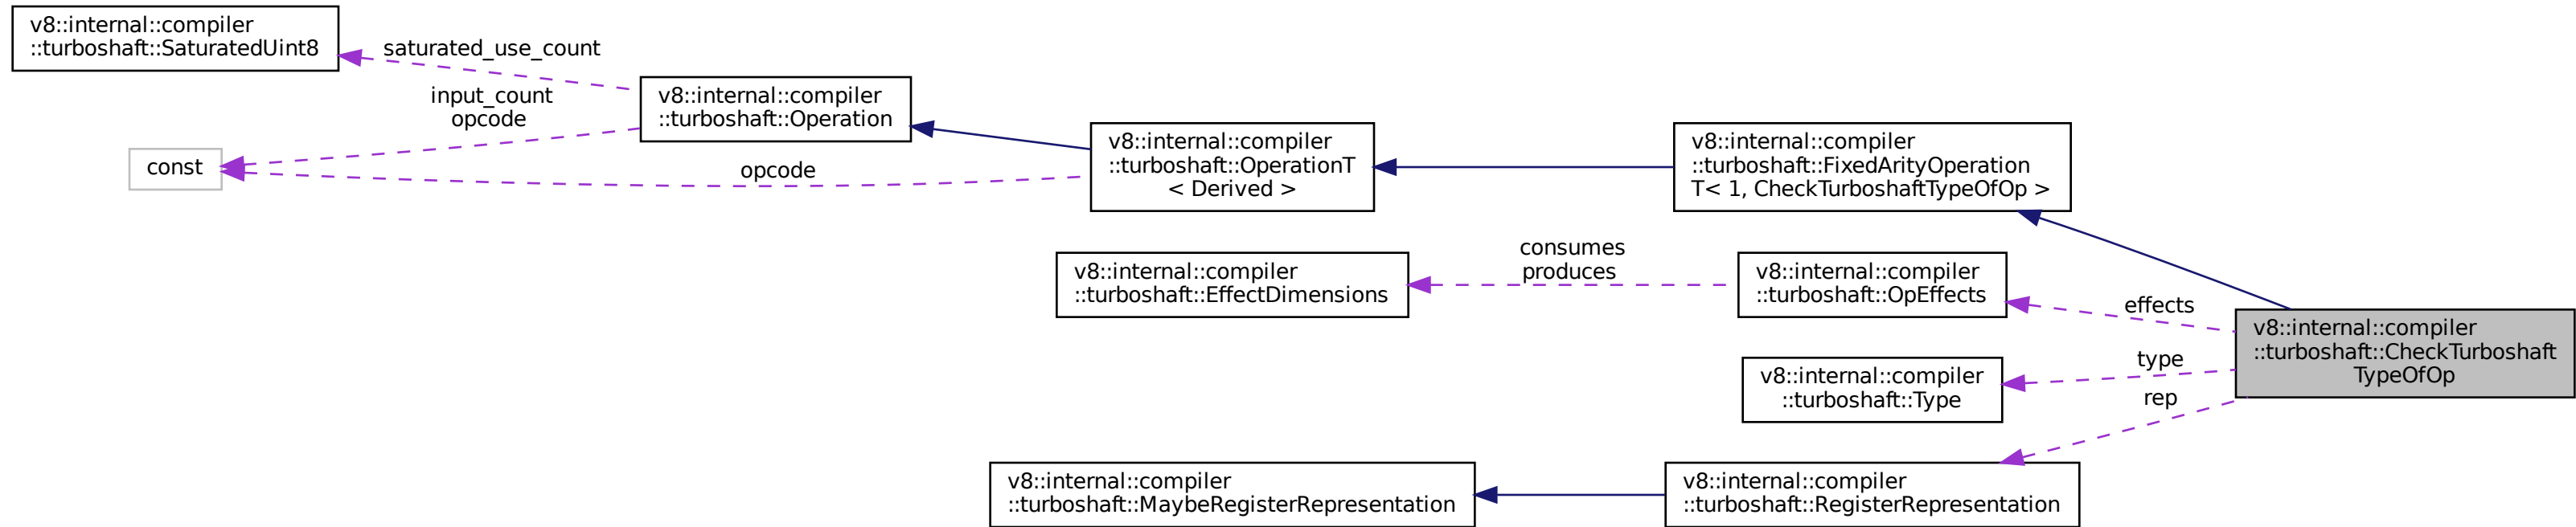 v8::internal::compiler
::turboshaft::SaturatedUint8
saturated_use_count
input_count
opcode
const
v8::internal::compiler
::turboshaft::Operation
opcode
v8::internal::compiler
::turboshaft::OperationT
< Derived >
v8::internal::compiler
::turboshaft::FixedArityOperation
T< 1, CheckTurboshaftTypeOfOp >
v8::internal::compiler
::turboshaft::EffectDimensions
consumes
produces
v8::internal::compiler
::turboshaft::OpEffects
effects
v8::internal::compiler
::turboshaft::Type
type
rep
v8::internal::compiler
::turboshaft::CheckTurboshaft
TypeOfOp
v8::internal::compiler
::turboshaft::MaybeRegisterRepresentation
v8::internal::compiler
::turboshaft::RegisterRepresentation